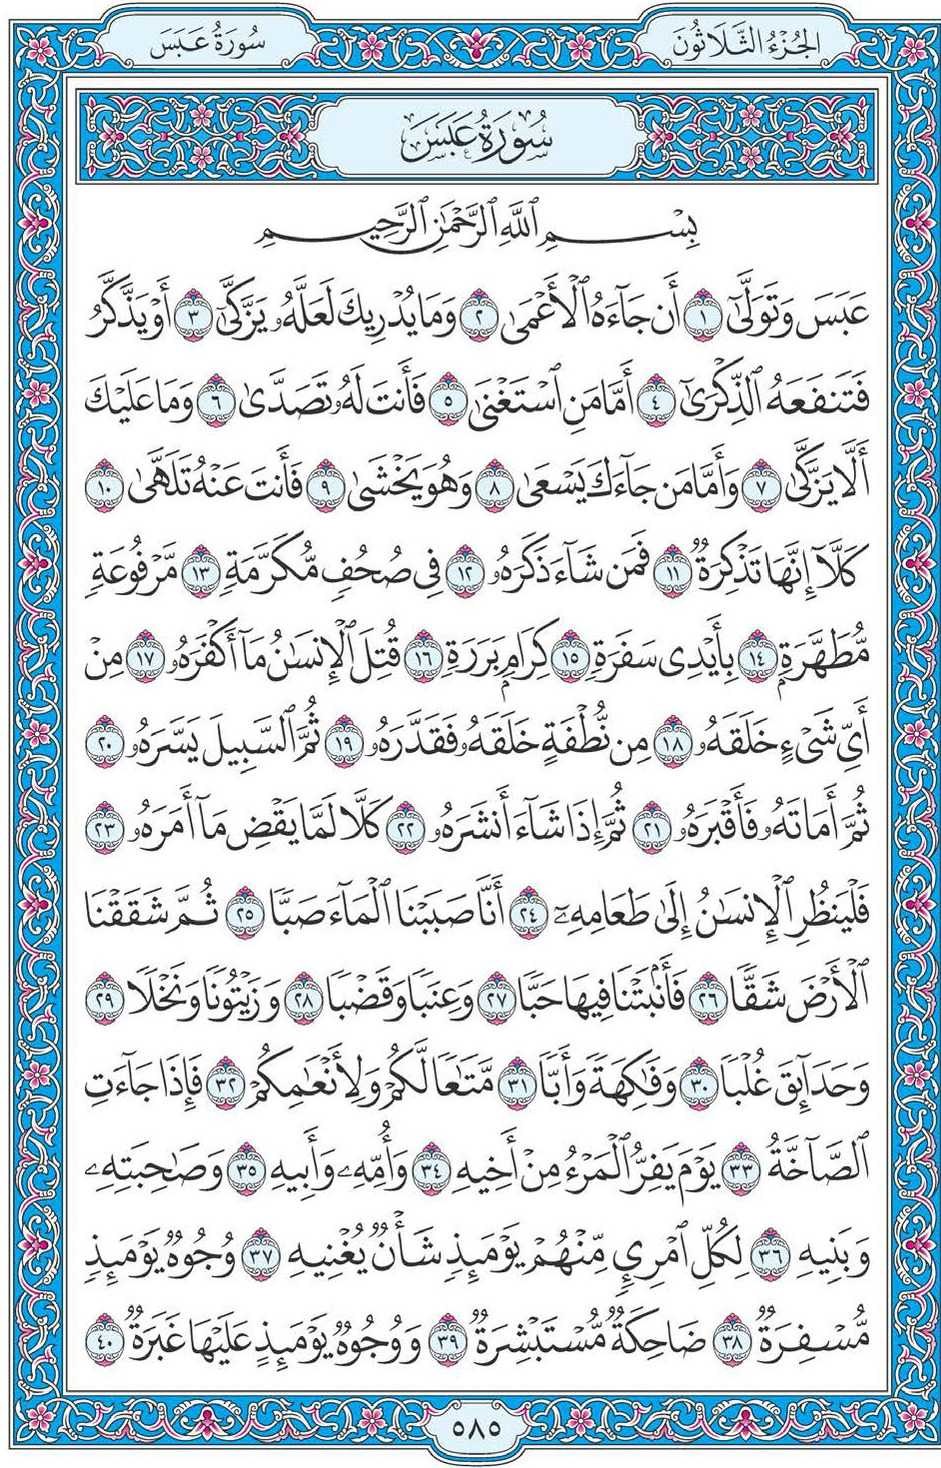 الجُزْءُ الثَّلَاثُونَ
سُورَةُ عَبَسَ
سُورَةُ عَبَسَ
بِسْمِ ٱللَّهِ ٱلرَّحْمَٰنِ ٱلرَّحِيمِ
عَبَسَ وَتَوَلَّىٰٓ ١ أَن جَآءَهُ ٱلْأَعْمَىٰ ٢ وَمَا يُدْرِيكَ لَعَلَّهُۥ يَزَّكَّىٰٓ ٣ أَوْ يَذَّكَّرُ
فَتَنفَعَهُ ٱلذِّكْرَىٰٓ ٤ أَمَّا مَنِ ٱسْتَغْنَىٰ ٥ فَأَنتَ لَهُۥ تَصَدَّىٰ ٦ وَمَا عَلَيْكَ
أَلَّا يَزَّكَّىٰ ٧ وَأَمَّا مَن جَآءَكَ يَسْعَىٰ ٨ وَهُوَ يَخْشَىٰ ٩ فَأَنتَ عَنْهُ تَلَهَّىٰ ١٠
كَلَّآ إِنَّهَا تَذْكِرَةٌ ١١ فَمَن شَآءَ ذَكَرَهُۥ ١٢ فِى صُحُفٍ مُّكَرَّمَةٍ ١٣ مَّرْفُوعَةٍ
مُّطَهَّرَةٍۭ ١٤ بِأَيْدِى سَفَرَةٍ ١٥ كِرَامٍۭ بَرَرَةٍ ١٦ قُتِلَ ٱلْإِنسَٰنُ مَآ أَكْفَرَهُۥ ١٧ مِنْ
أَىِّ شَىْءٍ خَلَقَهُۥ ١٨ مِن نُّطْفَةٍ خَلَقَهُۥ فَقَدَّرَهُۥ ١٩ ثُمَّ ٱلسَّبِيلَ يَسَّرَهُۥ ٢٠
ثُمَّ أَمَاتَهُۥ فَأَقْبَرَهُۥ ٢١ ثُمَّ إِذَا شَآءَ أَنشَرَهُۥ ٢٢ كَلَّا لَمَّا يَقْضِ مَآ أَمَرَهُۥ ٢٣
فَلْيَنظُرِ ٱلْإِنسَٰنُ إِلَىٰ طَعَامِهِۦٓ ٢٤ أَنَّا صَبَبْنَا ٱلْمَآءَ صَبًّا ٢٥ ثُمَّ شَقَقْنَا
ٱلْأَرْضَ شَقًّا ٢٦ فَأَنۢبَتْنَا فِيهَا حَبًّا ٢٧ وَعِنَبًا وَقَضْبًا ٢٨ وَزَيْتُونًا وَنَخْلًا ٢٩
وَحَدَآئِقَ غُلْبًا ٣٠ وَفَٰكِهَةً وَأَبًّا ٣١ مَّتَٰعًا لَّكُمْ وَلِأَنْعَٰمِكُمْ ٣٢ فَإِذَا جَآءَتِ
ٱلصَّآخَّةُ ٣٣ يَوْمَ يَفِرُّ ٱلْمَرْءُ مِنْ أَخِيهِ ٣٤ وَأُمِّهِۦ وَأَبِيهِ ٣٥ وَصَٰحِبَتِهِۦ
وَبَنِيهِ ٣٦ لِكُلِّ ٱمْرِئٍ مِّنْهُمْ يَوْمَئِذٍ شَأْنٌ يُغْنِيهِ ٣٧ وُجُوهٌ يَوْمَئِذٍ
مُّسْفِرَةٌ ٣٨ ضَاحِكَةٌ مُّسْتَبْشِرَةٌ ٣٩ وَوُجُوهٌ يَوْمَئِذٍ عَلَيْهَا غَبَرَةٌ ٤٠
٥٨٥